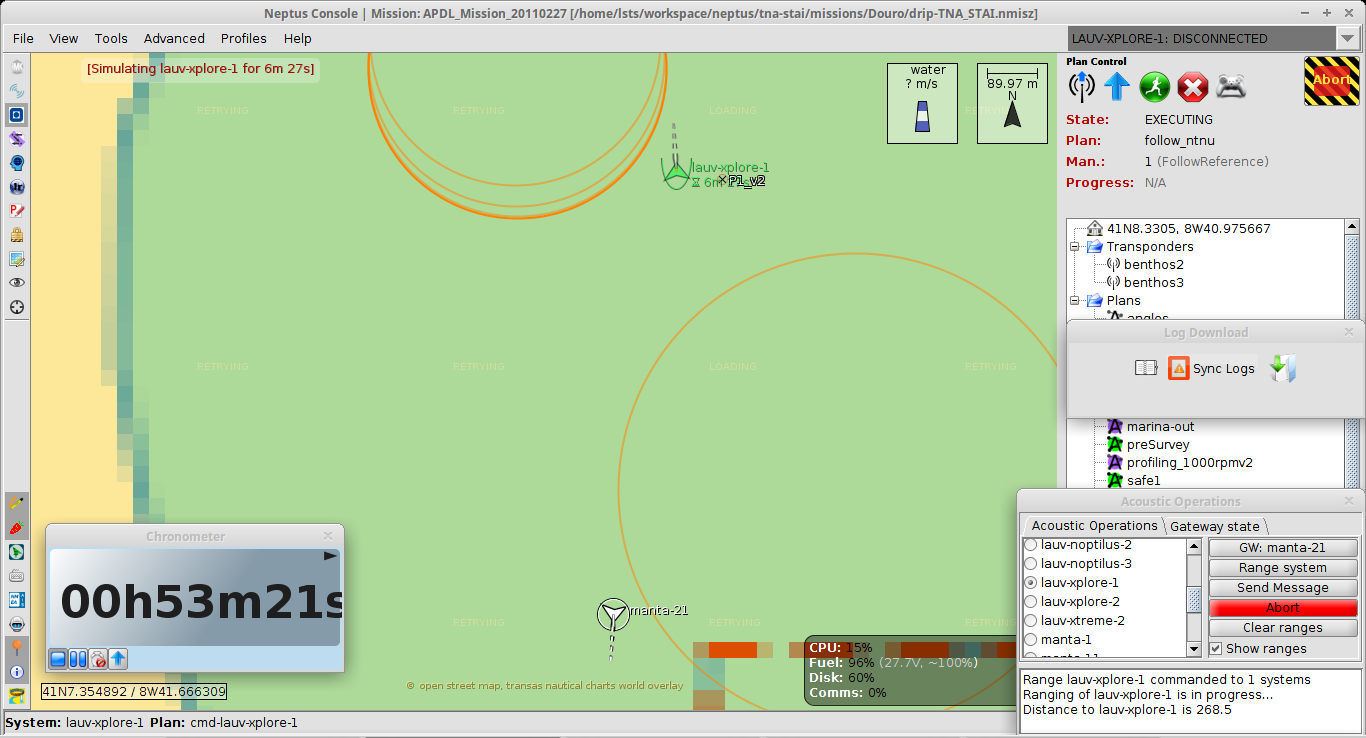 Neptus Console | Mission: APDL_Mission_20110227 [/home/lsts/workspace/neptus/tna-stai/missions/Douro/drip-TNA_STAI.nmisz]
File View Tools Advanced Profiles Help
LAUV-XPLORE-1: DISCONNECTED
[Simulating lauv-xplore-1 for 6m 27s]
water
? m/s
89.97 m
N
Plan Control
Abort
State: EXECUTING
Plan: follow_ntnu
Man.: 1 (FollowReference)
Progress: N/A
RETRYING RETRYING LOADING
lauv-xplore-1
P1_v2
41N8.3305, 8W40.975667
Transponders
benthos2
benthos3
Plans
angles
Log Download
Sync Logs
RETRYING RETRYING LOADING RETRYING
marina-out
preSurvey
profiling_1000rpmv2
safe1
Acoustic Operations
Acoustic Operations Gateway state
lauv-noptilus-2
lauv-noptilus-3
lauv-xplore-1
lauv-xplore-2
lauv-xtreme-2
manta-1
manta-11
GW: manta-21
Range system
Send Message
Abort
Clear ranges
Show ranges
Range lauv-xplore-1 commanded to 1 systems
Ranging of lauv-xplore-1 is in progress...
Distance to lauv-xplore-1 is 268.5
Chronometer
00h53m21s
manta-21
RETRYING RETRYING
CPU: 15%
Fuel: 96% (27.7V, ~100%)
Disk: 60%
Comms: 0%
© open street map, transas nautical charts world overlay
41N7.354892 / 8W41.666309
System: lauv-xplore-1 Plan: cmd-lauv-xplore-1